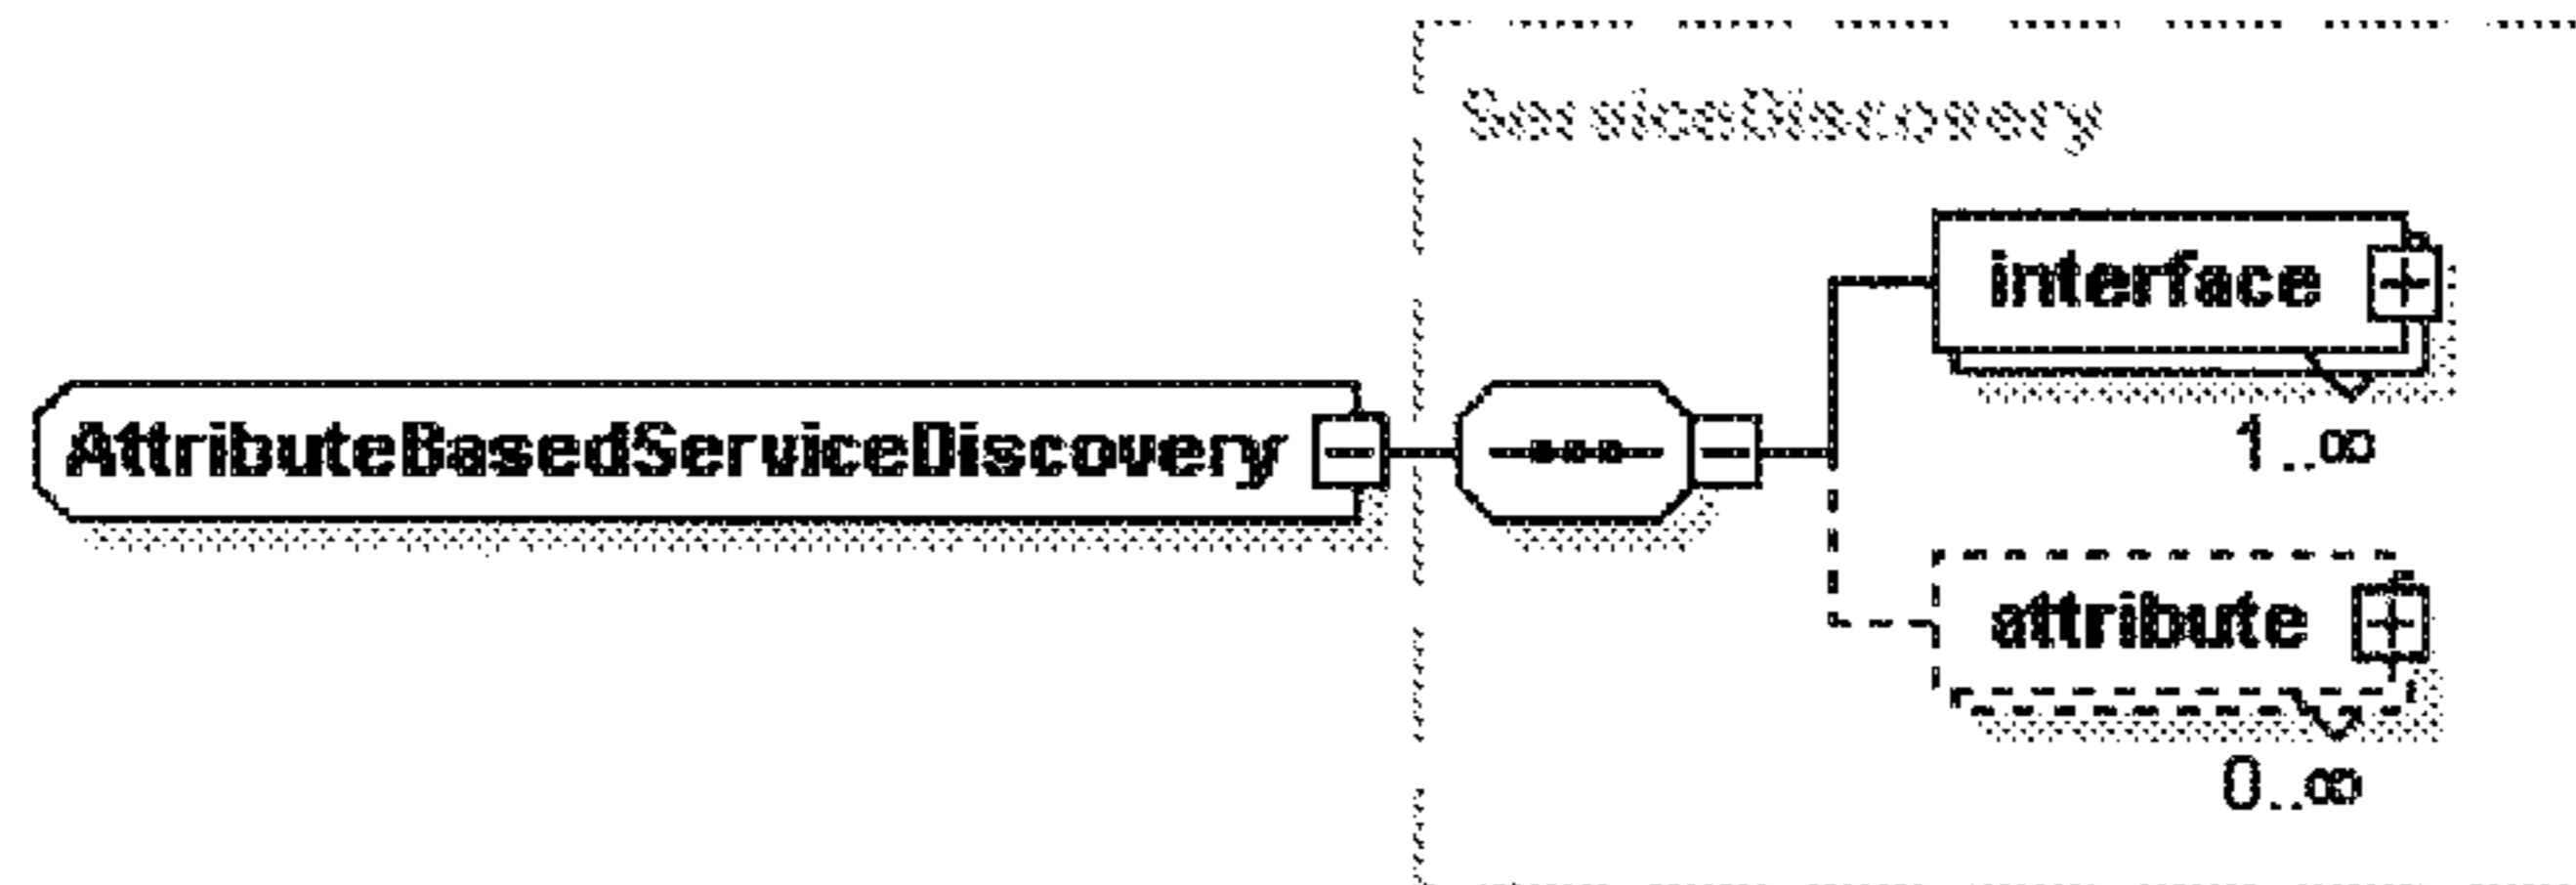 ServiceDiscovery
interface
1..∞
AttributeBasedServiceDiscovery
attribute
0..∞